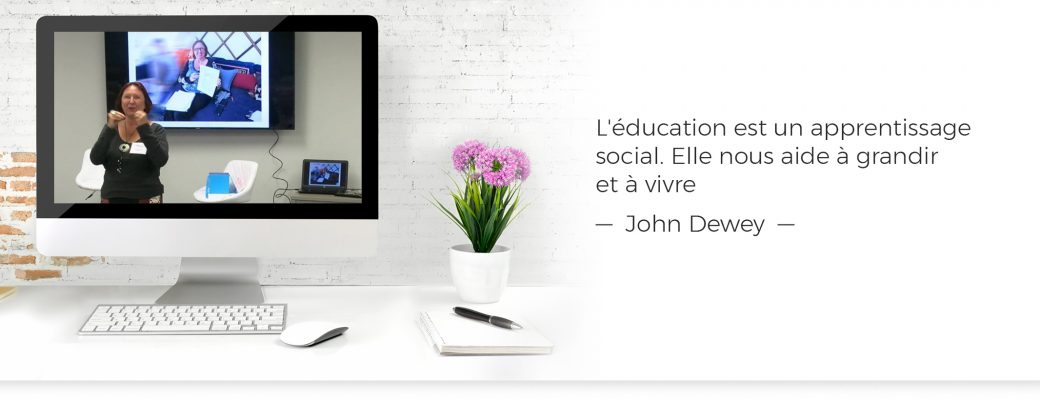 L'éducation est un apprentissage
social. Elle nous aide à grandir
et à vivre
— John Dewey —